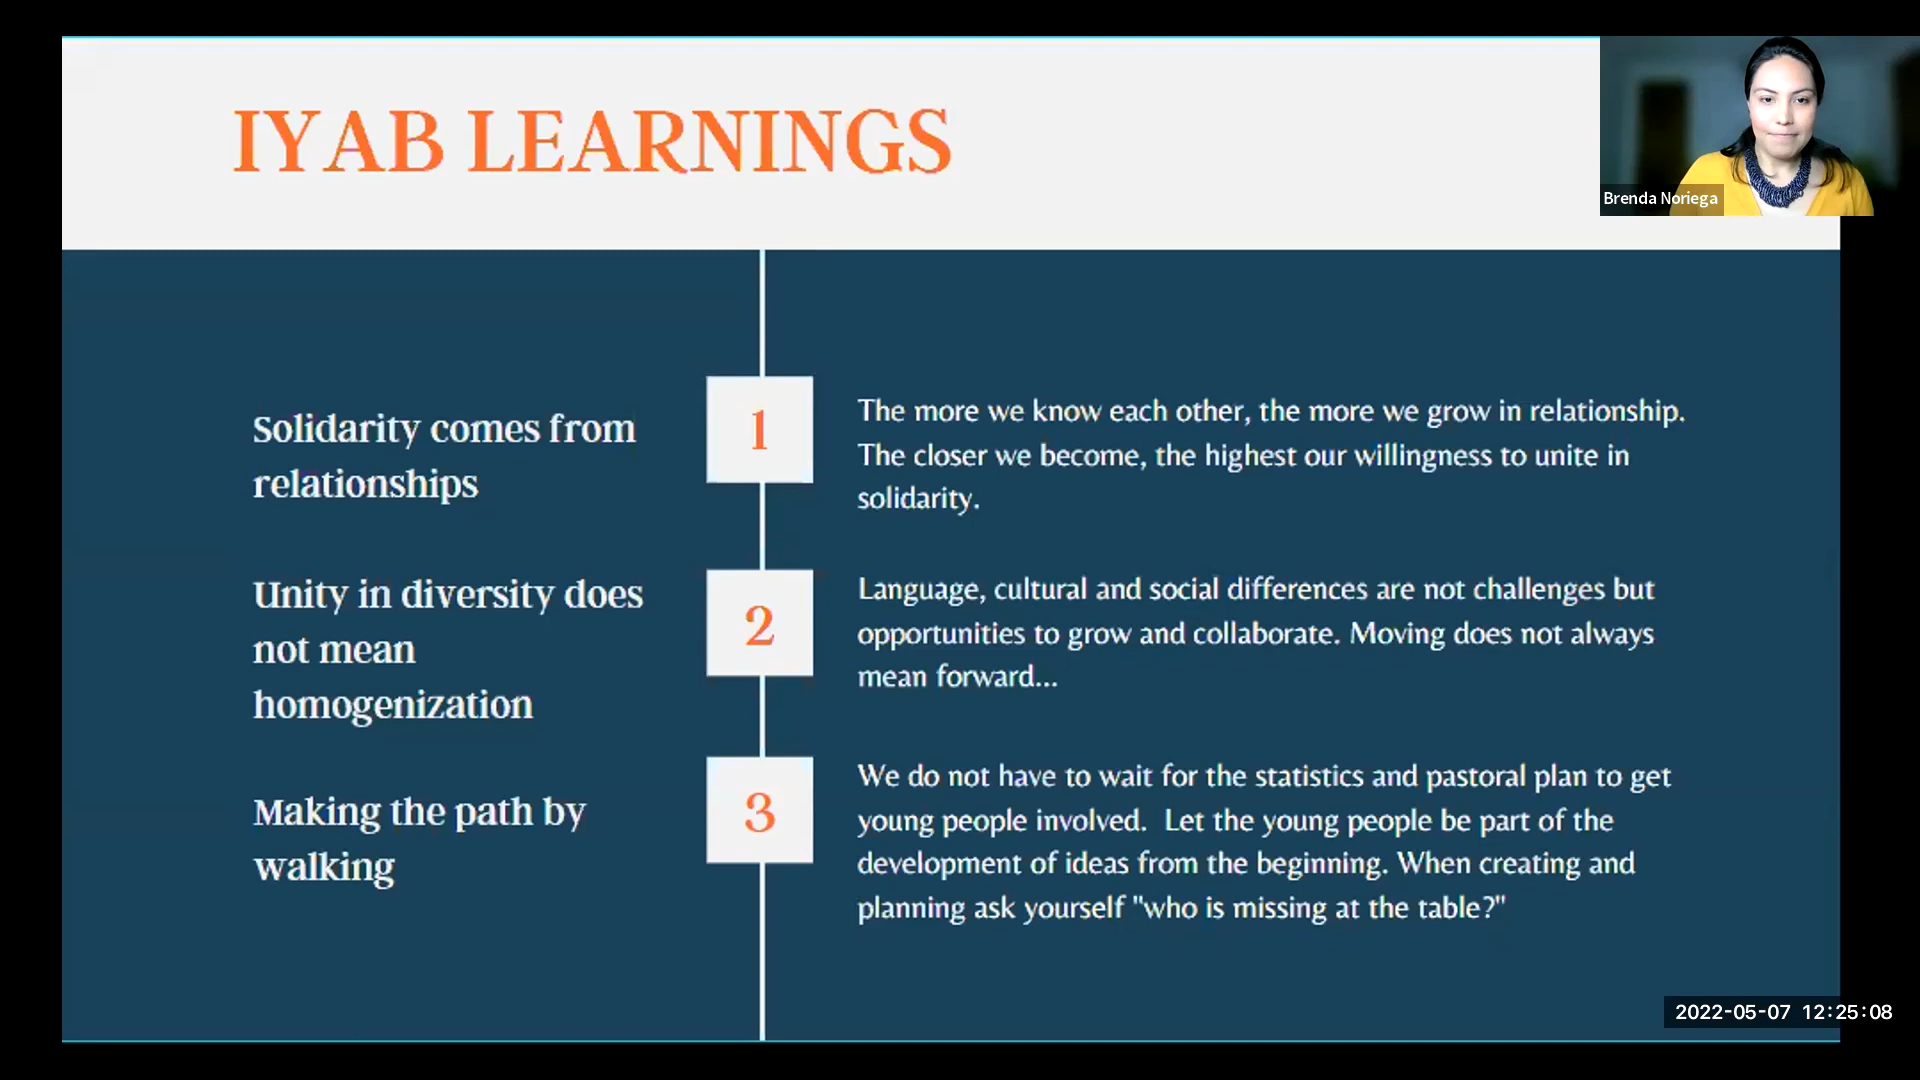 IYAB LEARNINGS
Brenda Noriega
Solidarity comes from
relationships
1
The more we know each other, the more we grow in relationship.
The closer we become, the highest our willingness to unite in
solidarity.
Unity in diversity does
not mean
homogenization
2
Language, cultural and social differences are not challenges but
opportunities to grow and collaborate. Moving does not always
mean forward...
Making the path by
walking
3
We do not have to wait for the statistics and pastoral plan to get
young people involved.  Let the young people be part of the
development of ideas from the beginning. When creating and
planning ask yourself "who is missing at the table?"
2022-05-07 12:25:08